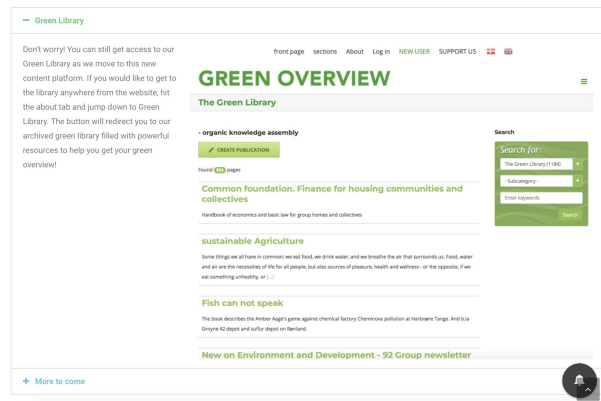 Green Library
Don't worry! You can still get access to our
Green Library as we move to this new
content platform. If you would like to get to
the library anywhere from the website, hit
the about tab and jump down to Green
Library. The button will redirect you to our
archived green library filled with powerful
resources to help you get your green
overview!
front page sections About Log in NEW USER SUPPORT US
GREEN OVERVIEW
The Green Library
- organic knowledge assembly
CREATE PUBLICATION
Found pages
Common foundation. Finance for housing communities and
collectives
Handbook of economics and basic law for group homes and collectives
sustainable Agriculture
Some things we all have in common: we eat food, we drink water, and we breathe the air that surrounds us. Food, water
and air are the necessities of life for all people, but also sources of pleasure, health and wellness - or the opposite, if we
eat something unhealthy, or [...]
Fish can not speak
The book describes the Amber Aage's game against chemical factory Cheminova pollution at Harboøre Tange. And b.la
Groyne 42 depot and sulfur depot on Rønland.
New on Environment and Development - 92 Group newsletter
Search
Search for:
The Green Library (1184)
- Subcategory -
Enter keywords
Search
More to come